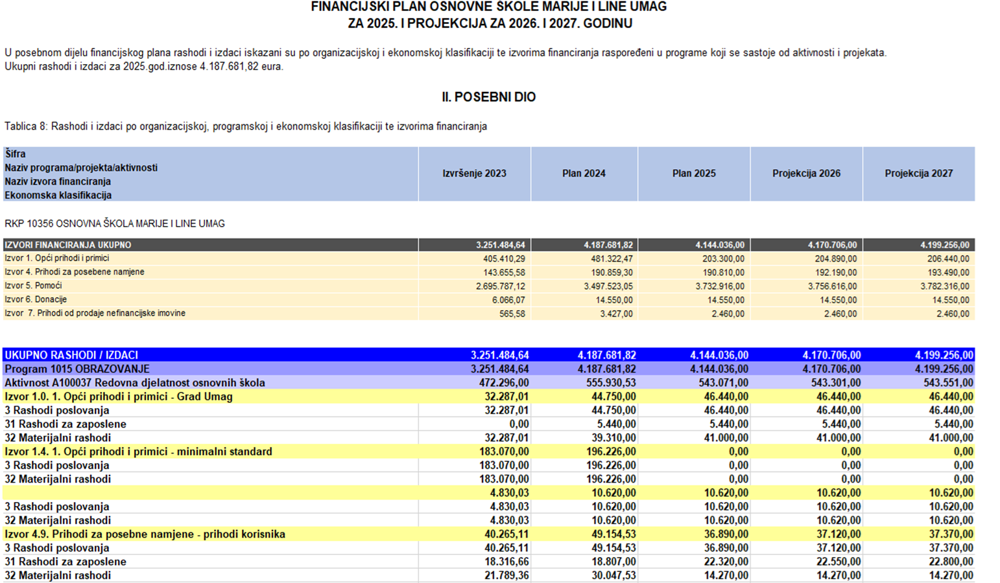 FINANCIJSKI PLAN OSNOVNE ŠKOLE MARIJE I LINE UMAG
ZA 2025. I PROJEKCIJA ZA 2026. I 2027. GODINU
U posebnom dijelu financijskog plana rashodi i izdaci iskazani su po organizacijskoj i ekonomskoj klasifikaciji te izvorima financiranja raspoređeni u programe koji se sastoje od aktivnosti i projekata.
Ukupni rashodi i izdaci za 2025.god.iznose 4.187.681,82 eura.
II. POSEBNI DIO
Tablica 8: Rashodi i izdaci po organizacijskoj, programskoj i ekonomskoj klasifikaciji te izvorima financiranja
Šifra
Naziv programa/projekta/aktivnosti
Naziv izvora financiranja
Ekonomska klasifikacija
Izvršenje 2023 Plan 2024 Plan 2025 Projekcija 2026 Projekcija 2027
RKP 10356 OSNOVNA ŠKOLA MARIJE I LINE UMAG
IZVORI FINANCIRANJA UKUPNO 3.251.484,64 4.187.681,82 4.144.036,00 4.170.706,00 4.199.256,00
Izvor 1. Opći prihodi i primici 405.410,29 481.322,47 203.300,00 204.890,00 206.440,00
Izvor 4. Prihodi za posebene namjene 143.655,58 190.859,30 190.810,00 192.190,00 193.490,00
Izvor 5. Pomoći 2.695.787,12 3.497.523,05 3.732.916,00 3.756.616,00 3.782.316,00
Izvor 6. Donacije 6.066,07 14.550,00 14.550,00 14.550,00 14.550,00
Izvor 7. Prihodi od prodaje nefinancijske imovine 565,58 3.427,00 2.460,00 2.460,00 2.460,00
UKUPNO RASHODI / IZDACI 3.251.484,64 4.187.681,82 4.144.036,00 4.170.706,00 4.199.256,00
Program 1015 OBRAZOVANJE 3.251.484,64 4.187.681,82 4.144.036,00 4.170.706,00 4.199.256,00
Aktivnost A100037 Redovna djelatnost osnovnih škola 472.296,00 555.930,53 543.071,00 543.301,00 543.551,00
Izvor 1.0. 1. Opći prihodi i primici - Grad Umag 32.287,01 44.750,00 46.440,00 46.440,00 46.440,00
3 Rashodi poslovanja 32.287,01 44.750,00 46.440,00 46.440,00 46.440,00
31 Rashodi za zaposlene 0,00 5.440,00 5.440,00 5.440,00 5.440,00
32 Materijalni rashodi 32.287,01 39.310,00 41.000,00 41.000,00 41.000,00
Izvor 1.4. 1. Opći prihodi i primici - minimalni standard 183.070,00 196.226,00 0,00 0,00 0,00
3 Rashodi poslovanja 183.070,00 196.226,00 0,00 0,00 0,00
32 Materijalni rashodi 183.070,00 196.226,00 0,00 0,00 0,00
4.830,03 10.620,00 10.620,00 10.620,00 10.620,00
3 Rashodi poslovanja 4.830,03 10.620,00 10.620,00 10.620,00 10.620,00
32 Materijalni rashodi 4.830,03 10.620,00 10.620,00 10.620,00 10.620,00
Izvor 4.9. Prihodi za posebne namjene - prihodi korisnika 40.265,11 49.154,53 36.890,00 37.120,00 37.370,00
3 Rashodi poslovanja 40.265,11 49.154,53 36.890,00 37.120,00 37.370,00
31 Rashodi za zaposlene 18.316,66 18.807,00 22.320,00 22.550,00 22.800,00
32 Materijalni rashodi 21.789,36 30.047,53 14.270,00 14.270,00 14.270,00